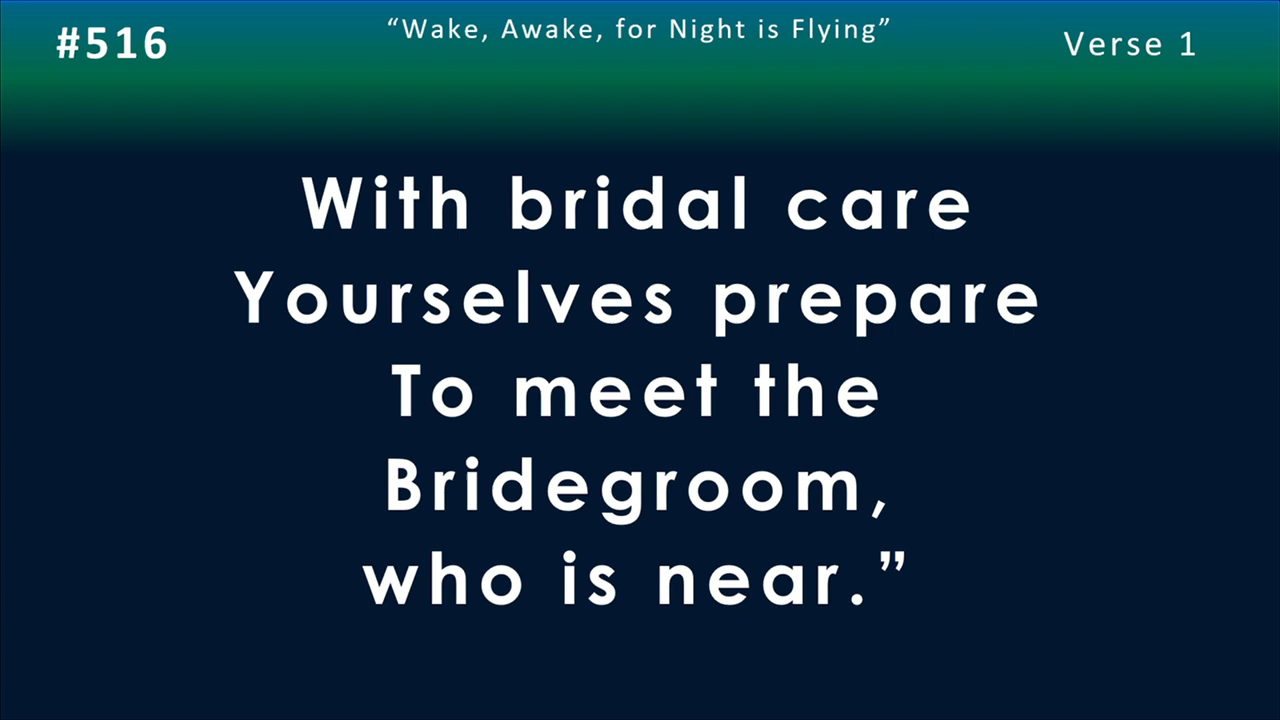 #516
“Wake, Awake, for Night is Flying”
Verse 1
With bridal care
Yourselves prepare
To meet the
Bridegroom,
who is near.”